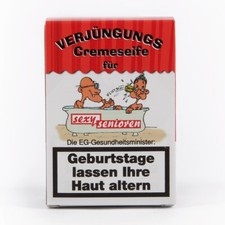 VERJÜNGUNGS
Cremeseife
für
sexy
senioren
Die EG-Gesundheitsminister:
Geburtstage
lassen Ihre
Haut altern